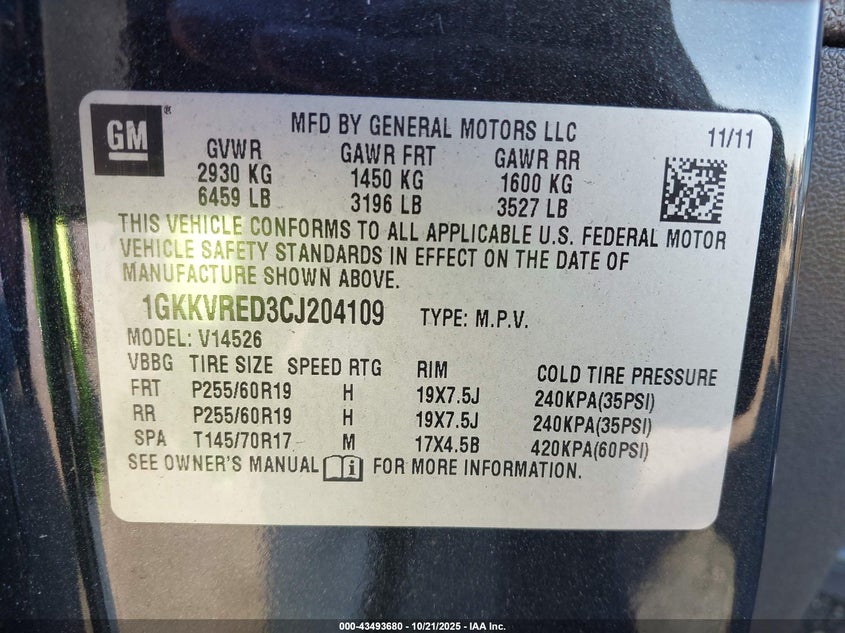 GM ®
MFD BY GENERAL MOTORS LLC 11/11
GVWR GAWR FRT GAWR RR
2930 KG 1450 KG 1600 KG
6459 LB 3196 LB 3527 LB
THIS VEHICLE CONFORMS TO ALL APPLICABLE U.S. FEDERAL MOTOR
VEHICLE SAFETY STANDARDS IN EFFECT ON THE DATE OF
MANUFACTURE SHOWN ABOVE.
1GKKVRED3CJ204109 TYPE: M.P.V.
MODEL: V14526
VBBG TIRE SIZE SPEED RTG RIM COLD TIRE PRESSURE
FRT P255/60R19 H 19X7.5J 240KPA(35PSI)
RR P255/60R19 H 19X7.5J 240KPA(35PSI)
SPA T145/70R17 M 17X4.5B 420KPA(60PSI)
SEE OWNER'S MANUAL i FOR MORE INFORMATION.
000-43493680 - 10/21/2025 - IAA Inc.